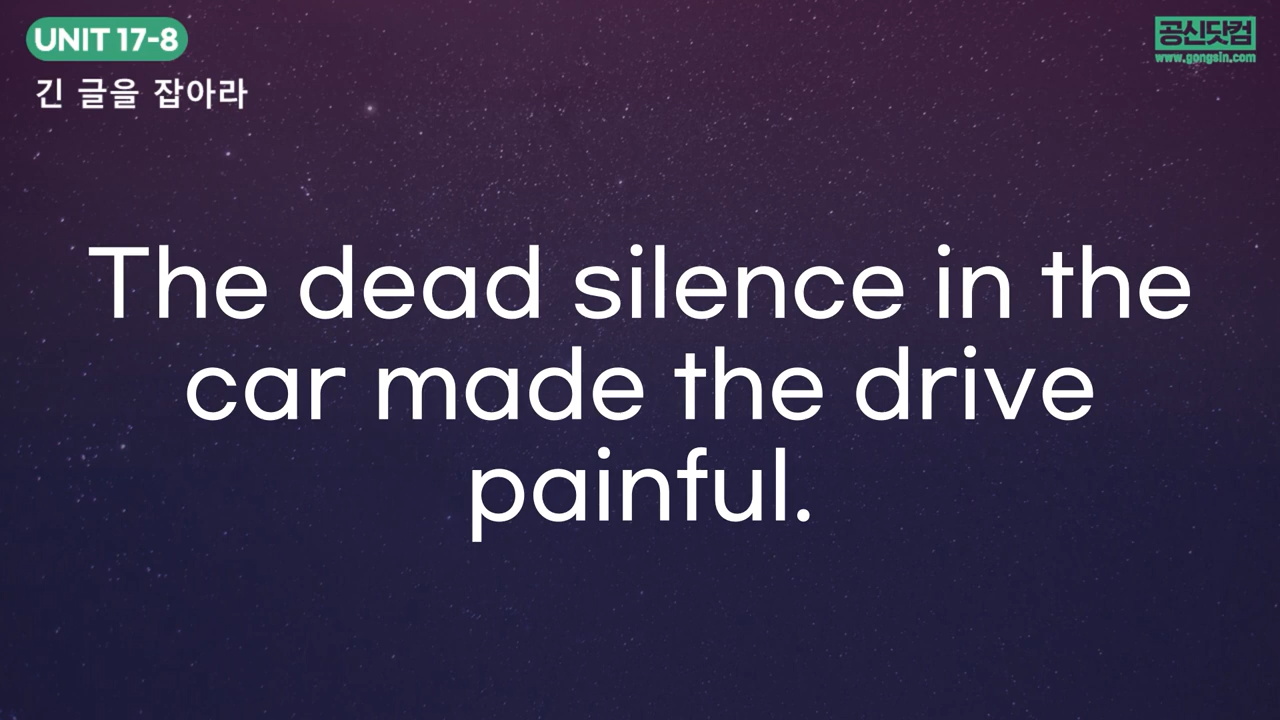 UNIT 17-8
공신닷컴
www.gongsin.com
긴 글을 잡아라
The dead silence in the
car made the drive
painful.